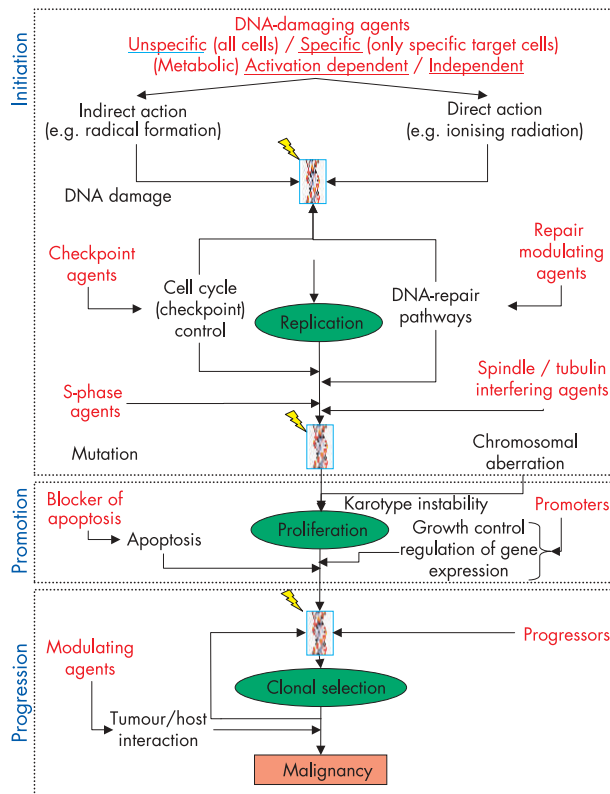 Initiation
DNA-damaging agents
Unspecific (all cells) / Specific (only specific target cells)
(Metabolic) Activation dependent / Independent
Indirect action
(e.g. radical formation)
Direct action
(e.g. ionising radiation)
DNA damage
Checkpoint
agents
Cell cycle
(checkpoint)
control
Replication
DNA-repair
pathways
Repair
modulating
agents
S-phase
agents
Spindle / tubulin
interfering agents
Mutation
Chromosomal
aberration
Promotion
Blocker of
apoptosis
Apoptosis
Karotype instability
Proliferation
Growth control
regulation of gene
expression
Promoters
Progression
Modulating
agents
Progressors
Clonal selection
Tumour/host
interaction
Malignancy